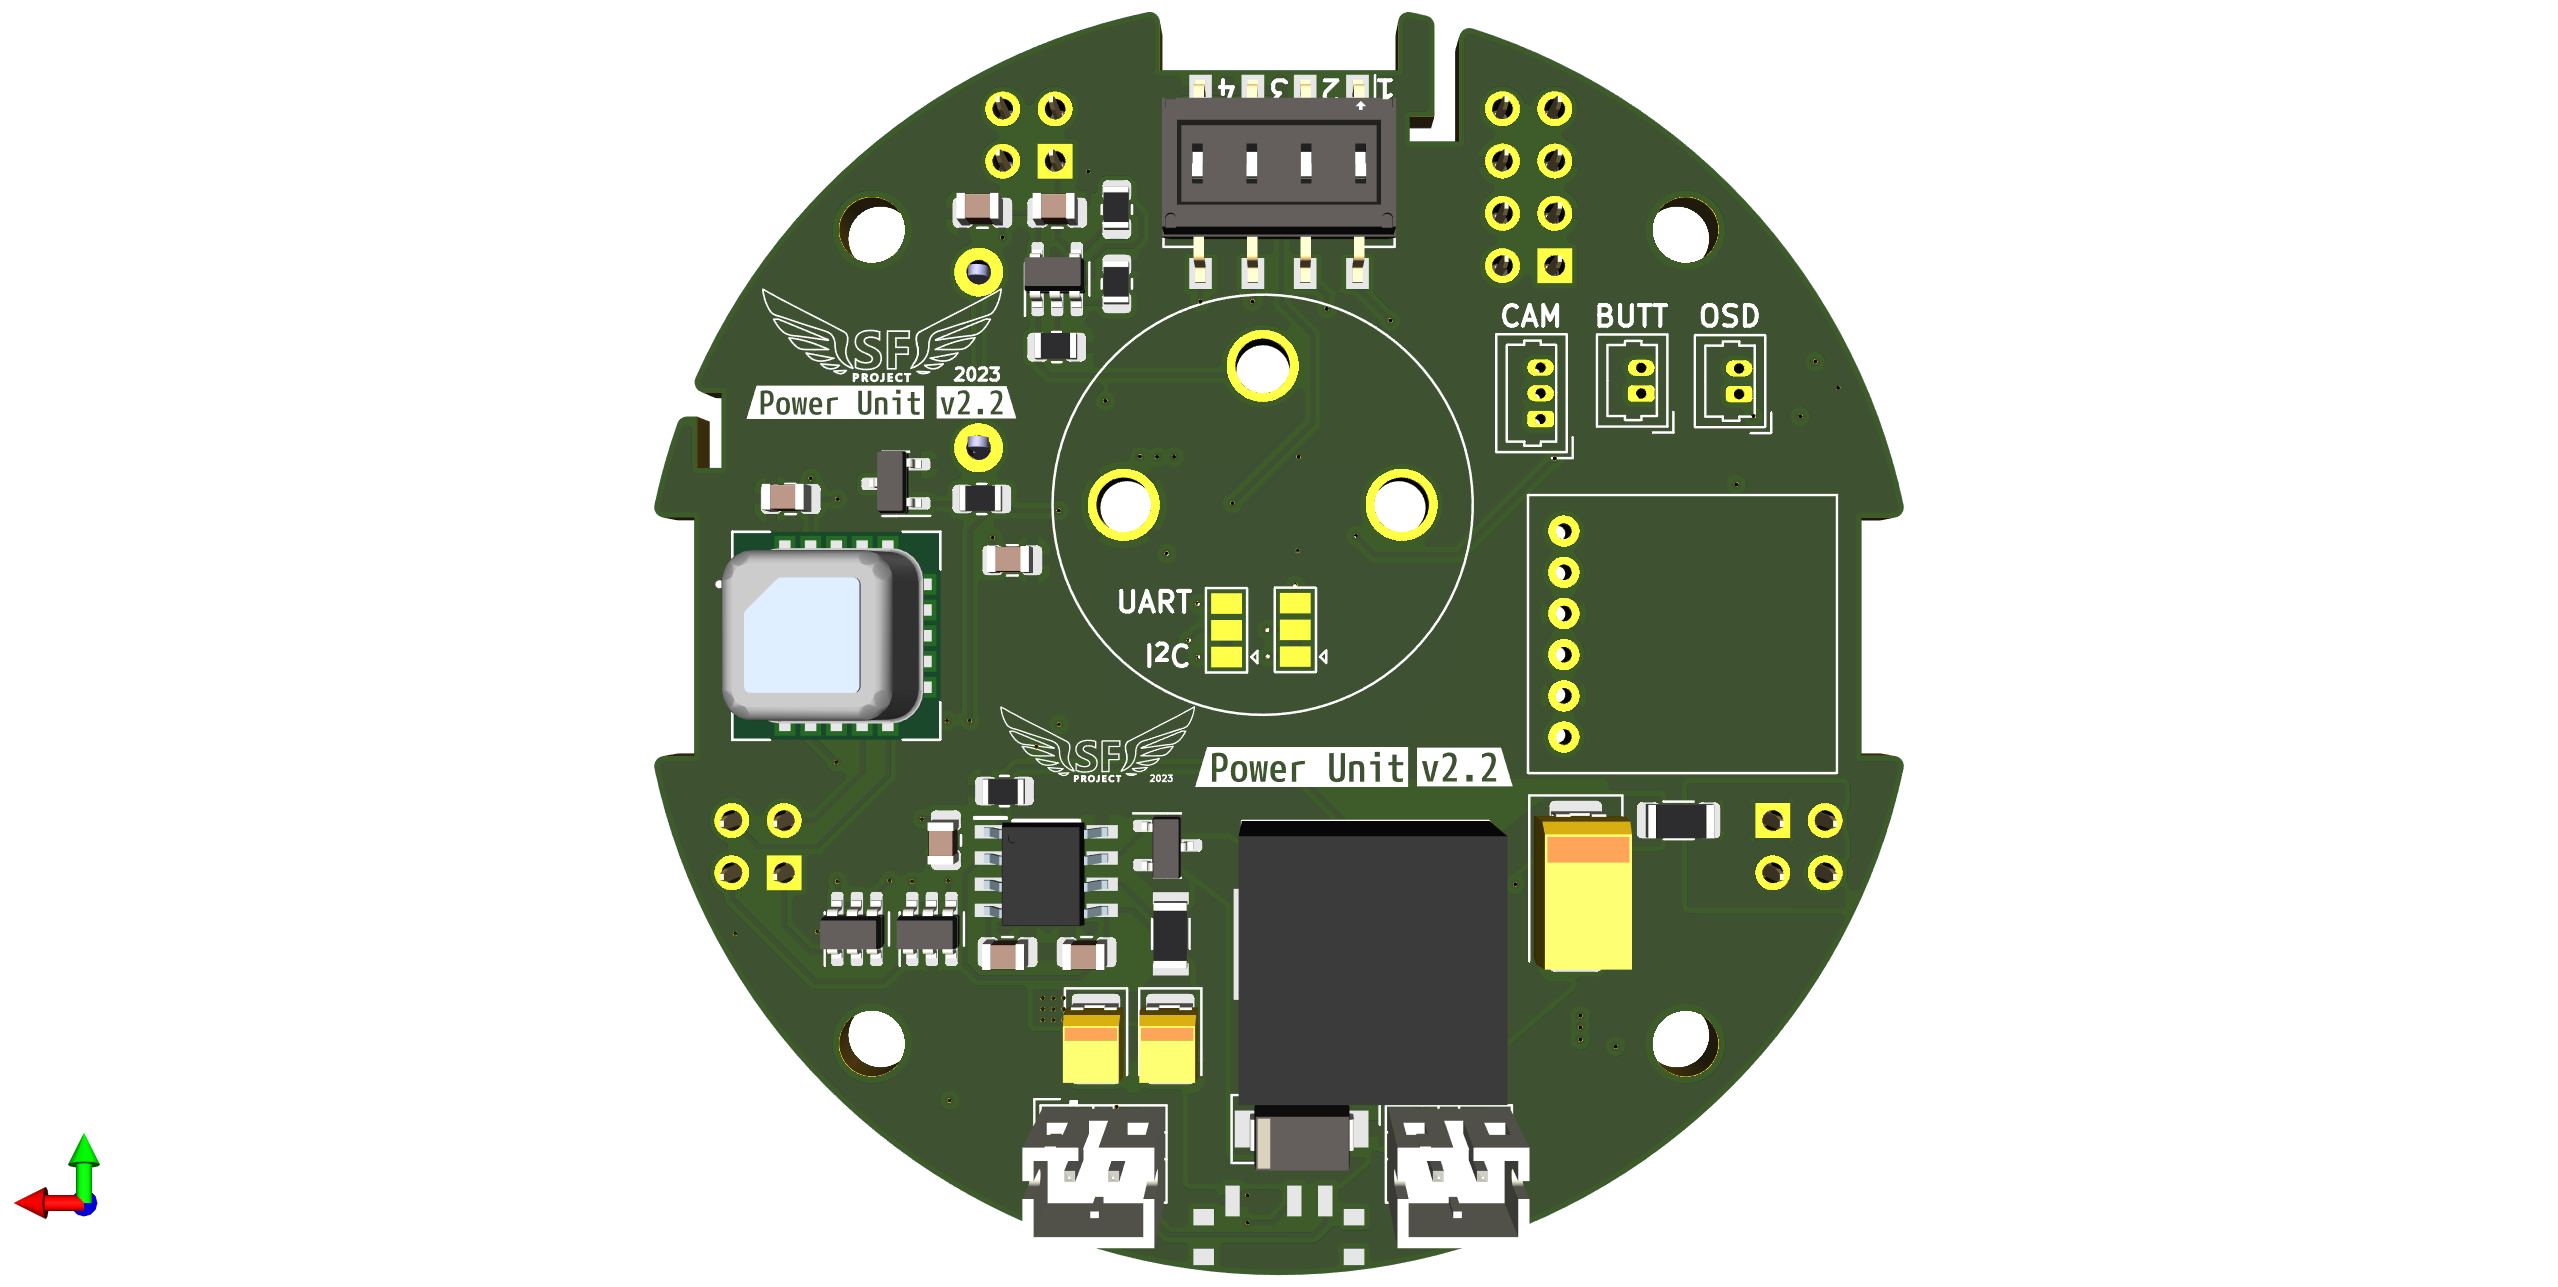 4 3 2 1
CAM BUTT OSD
SF
PROJECT
2023
Power Unit v2.2
UART
I²C
SF
PROJECT 2023
Power Unit v2.2